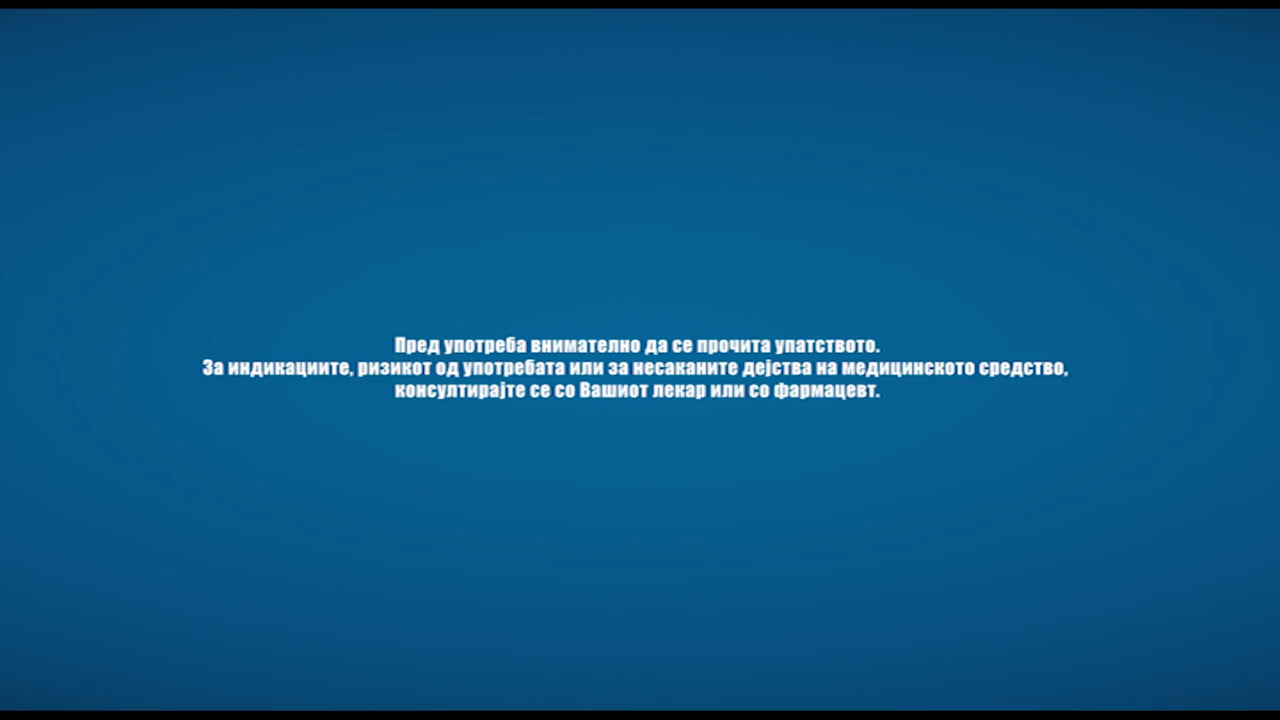 Пред употреба внимателно да се прочита упатството.
За индикациите, ризикот од употребата или за несаканите дејства на медицинското средство,
консултирајте се со Вашиот лекар или со фармацевт.